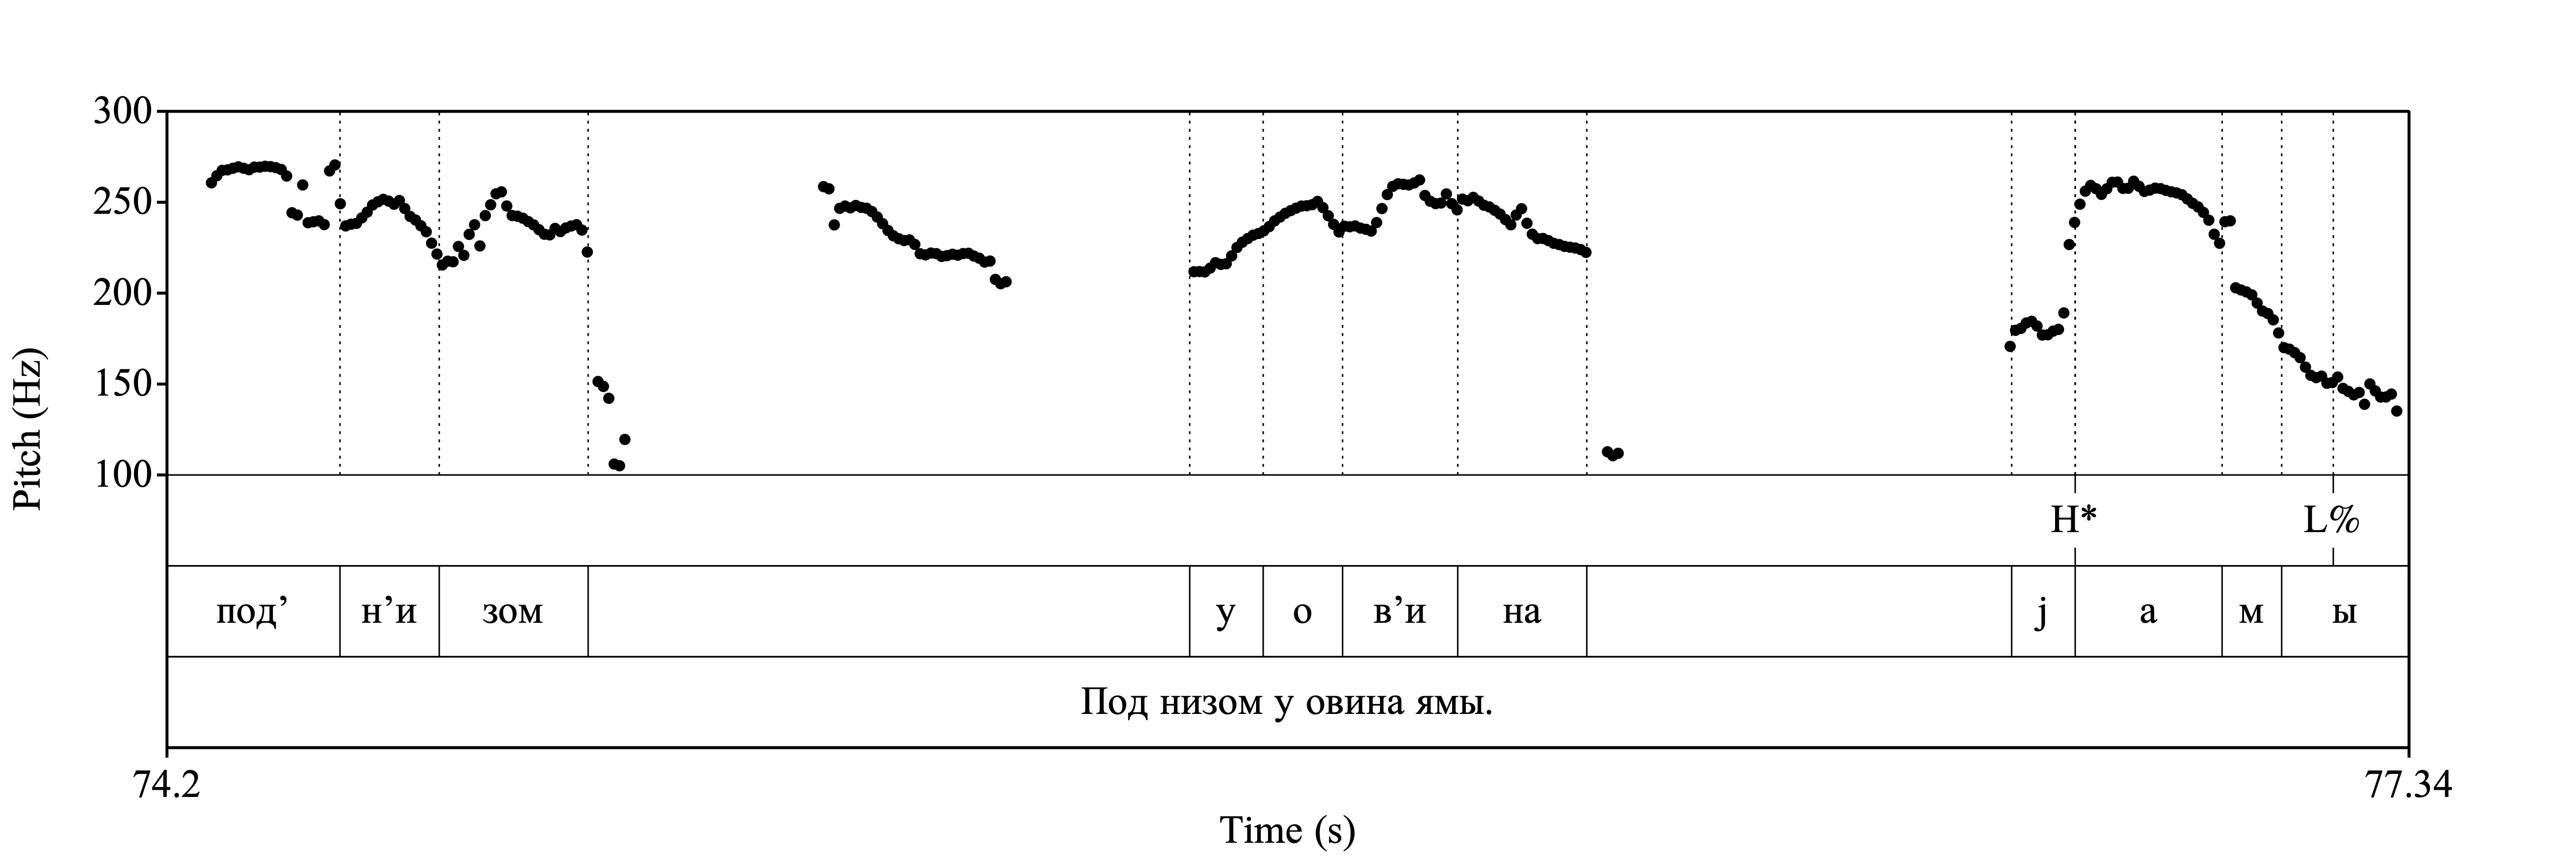 300
250
200
150
100
Pitch (Hz)
H* L%
под’ н’и зом у о в’и на j а м ы
Под низом у овина ямы.
74.2 77.34
Time (s)